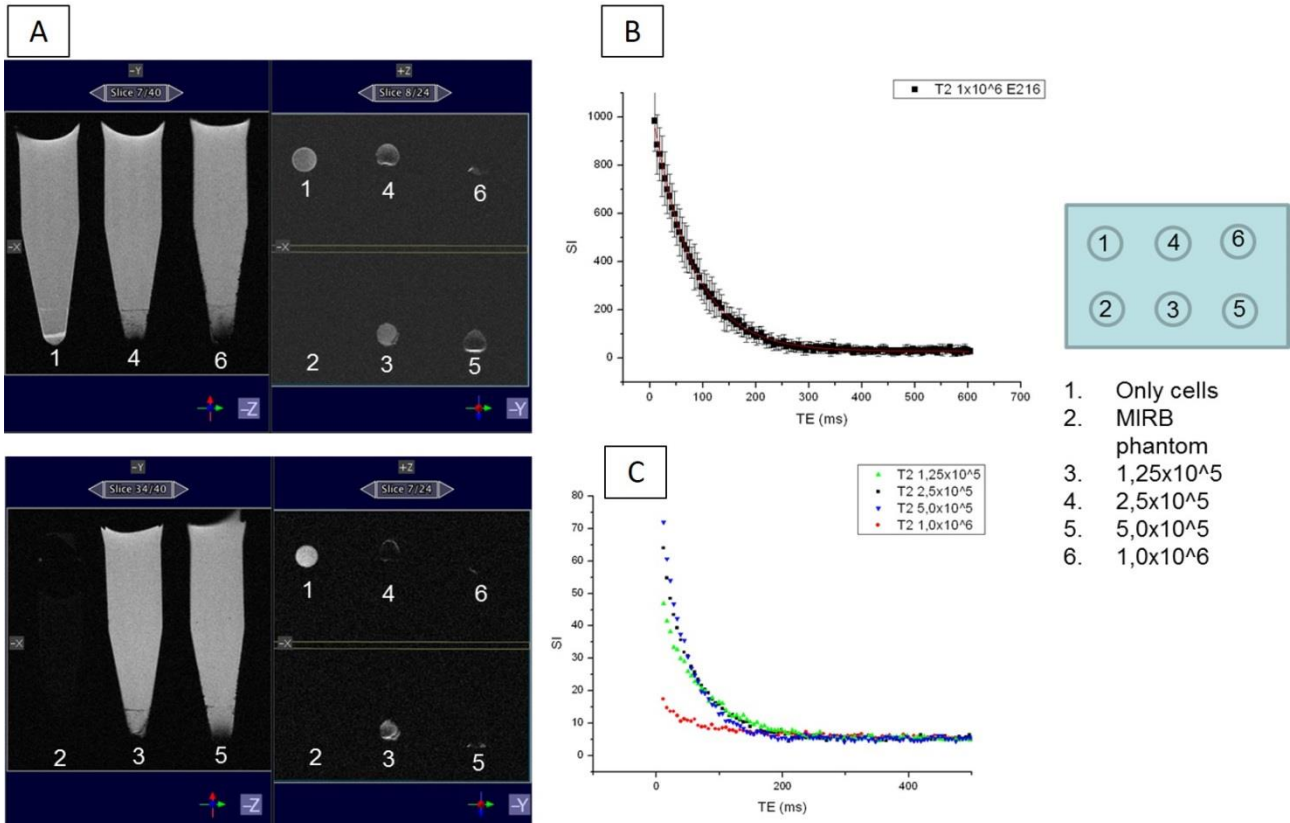 A
-Y
Slice 7/40
+Z
Slice 8/24
-X
-X
1
4
6
1
4
6
2
3
5
-Z
-Y
-Y
Slice 34/40
+Z
Slice 7/24
-X
-X
2
3
5
1
4
6
2
3
5
-Z
-Y
B
T2 1x10^6 E216
1000
800
600
400
200
0
SI
0 100 200 300 400 500 600 700
TE (ms)
C
T2 1,25x10^5
T2 2,5x10^5
T2 5,0x10^5
T2 1,0x10^6
80
70
60
50
40
30
20
10
0
SI
0 200 400
TE (ms)
1 4 6
2 3 5
1. Only cells
2. MIRB
phantom
3. 1,25x10^5
4. 2,5x10^5
5. 5,0x10^5
6. 1,0x10^6